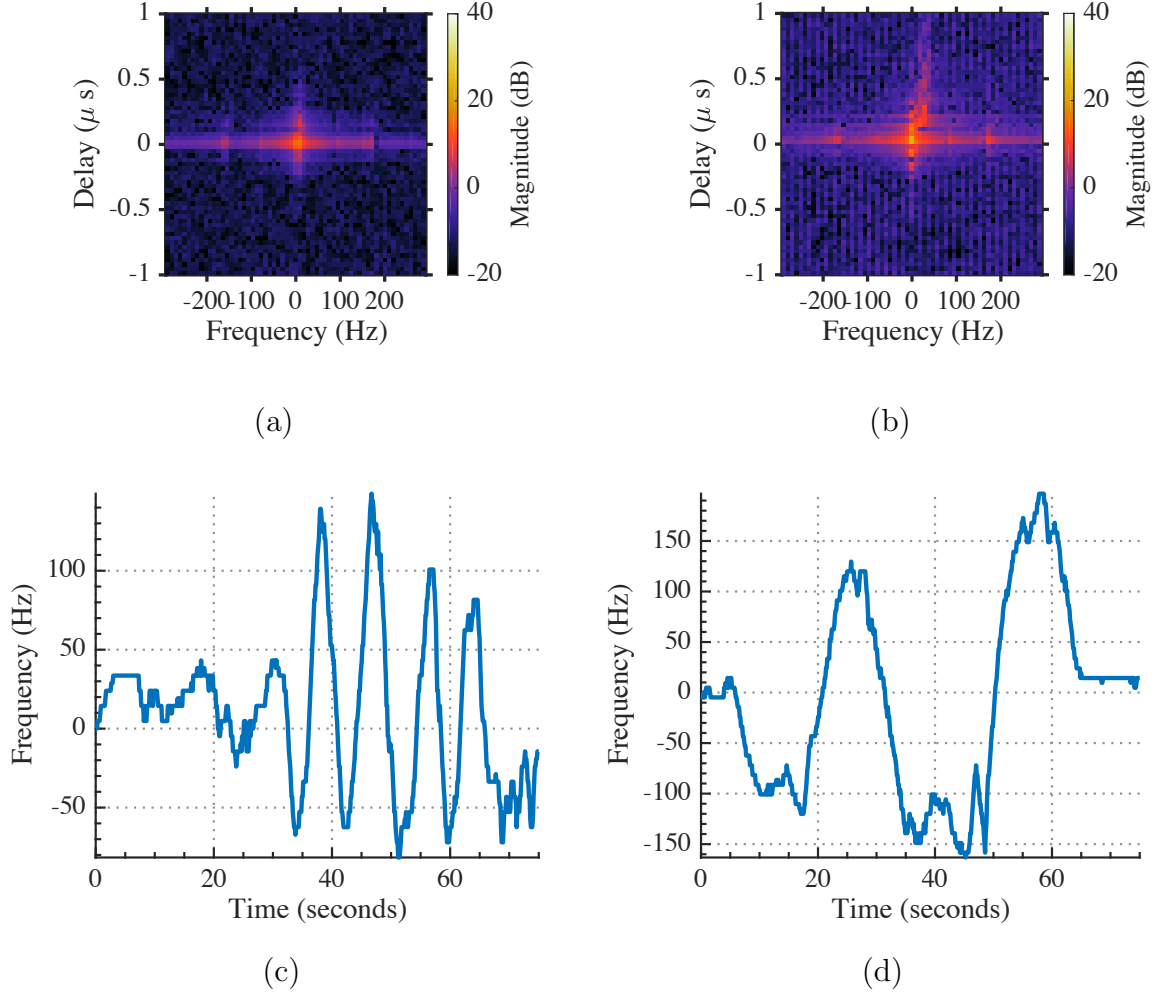 1
0.5
0
-0.5
-1
Delay (μ s)
-200 -100 0 100 200
Frequency (Hz)
40
20
0
-20
Magnitude (dB)
(a)
1
0.5
0
-0.5
-1
Delay (μ s)
-200 -100 0 100 200
Frequency (Hz)
40
20
0
-20
Magnitude (dB)
(b)
100
50
0
-50
Frequency (Hz)
0 20 40 60
Time (seconds)
(c)
150
100
50
0
-50
-100
-150
Frequency (Hz)
0 20 40 60
Time (seconds)
(d)